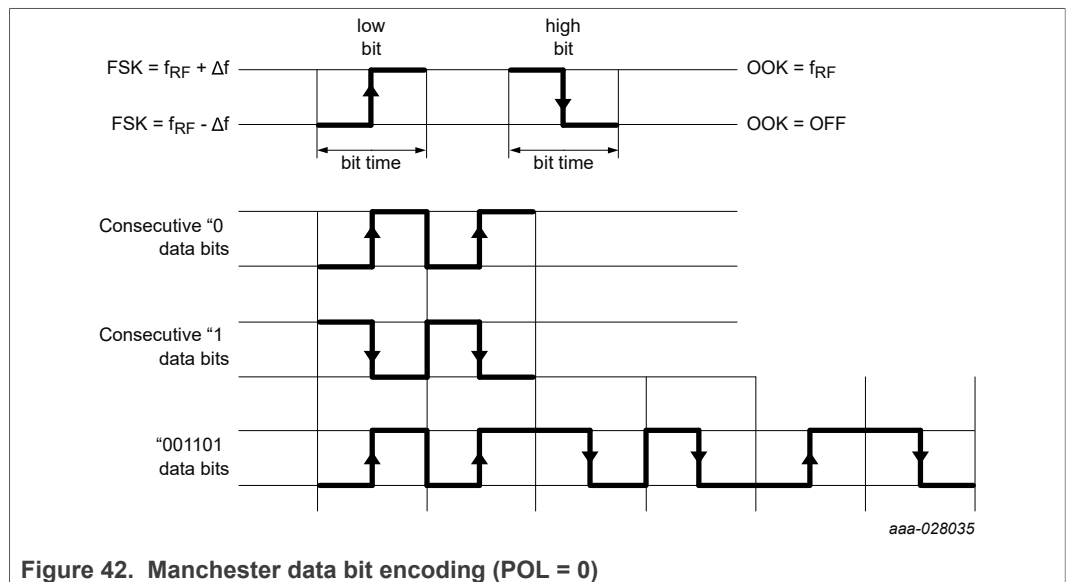 low
bit
high
bit
FSK = fRF + Δf
OOK = fRF
FSK = fRF - Δf
OOK = OFF
bit time
bit time
Consecutive “0
data bits
Consecutive “1
data bits
“001101
data bits
aaa-028035
Figure 42. Manchester data bit encoding (POL = 0)